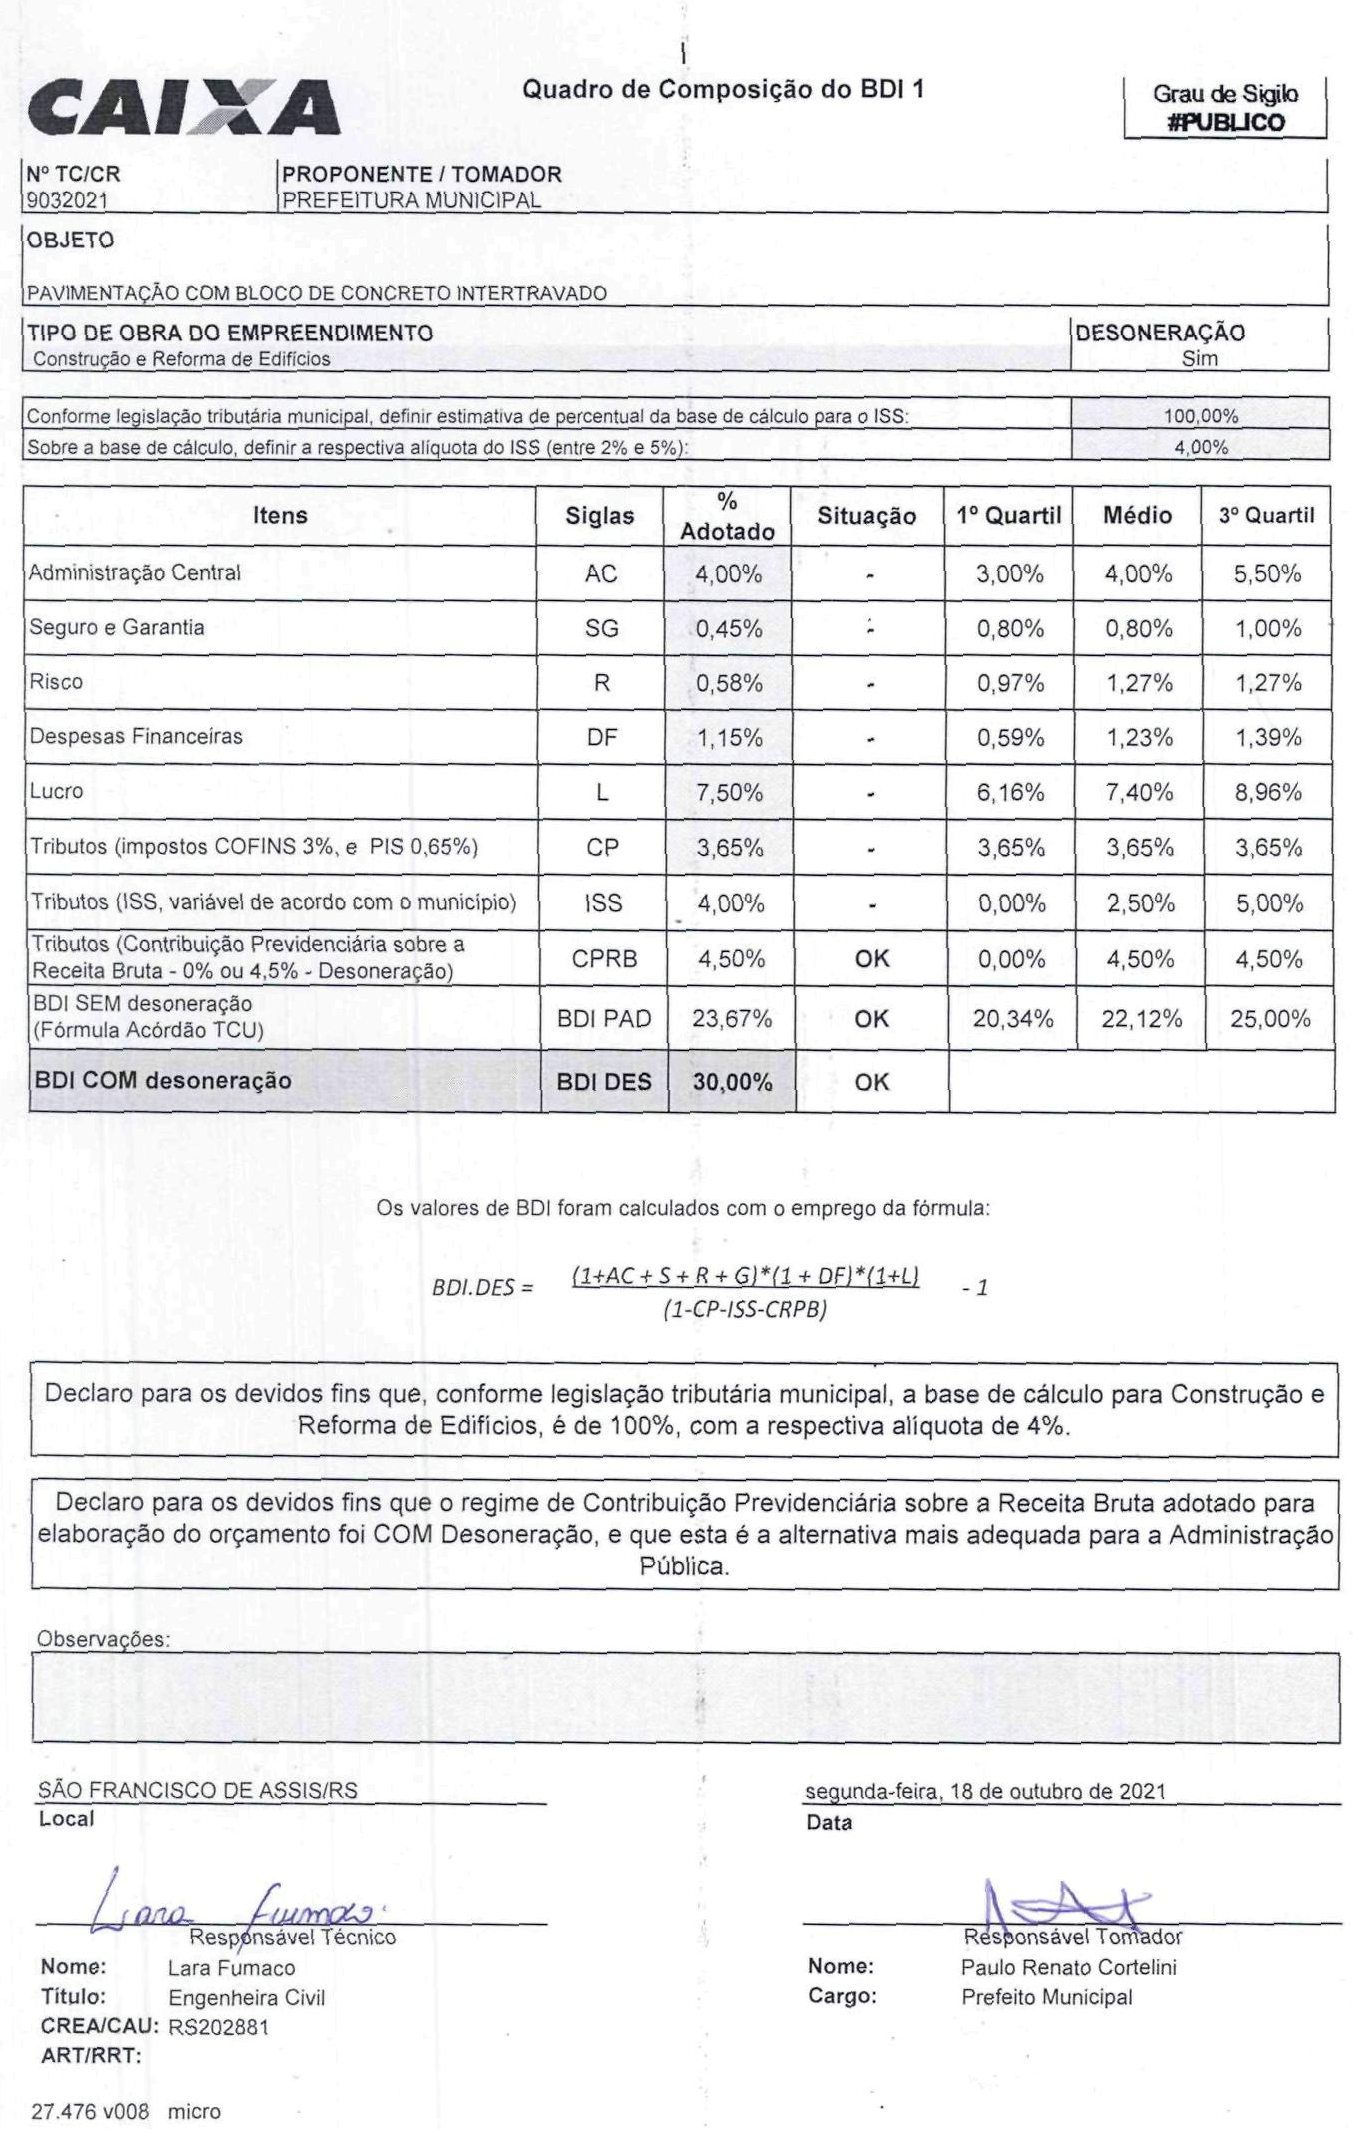 CAIXA
Quadro de Composição do BDI 1
Grau de Sigilo
#PUBLICO
Nº TC/CR
PROPONENTE / TOMADOR
9032021
PREFEITURA MUNICIPAL
OBJETO
PAVIMENTAÇÃO COM BLOCO DE CONCRETO INTERTRAVADO
TIPO DE OBRA DO EMPREENDIMENTO
DESONERAÇÃO
Construção e Reforma de Edifícios
Sim
Conforme legislação tributária municipal, definir estimativa de percentual da base de cálculo para o ISS: 100,00%
Sobre a base de cálculo, definir a respectiva alíquota do ISS (entre 2% e 5%): 4,00%
Itens Siglas % Adotado Situação 1º Quartil Médio 3º Quartil
Administração Central AC 4,00% - 3,00% 4,00% 5,50%
Seguro e Garantia SG 0,45% - 0,80% 0,80% 1,00%
Risco R 0,58% - 0,97% 1,27% 1,27%
Despesas Financeiras DF 1,15% - 0,59% 1,23% 1,39%
Lucro L 7,50% - 6,16% 7,40% 8,96%
Tributos (impostos COFINS 3%, e PIS 0,65%) CP 3,65% - 3,65% 3,65% 3,65%
Tributos (ISS, variável de acordo com o município) ISS 4,00% - 0,00% 2,50% 5,00%
Tributos (Contribuição Previdenciária sobre a
Receita Bruta - 0% ou 4,5% - Desoneração) CPRB 4,50% OK 0,00% 4,50% 4,50%
BDI SEM desoneração
(Fórmula Acórdão TCU) BDI PAD 23,67% OK 20,34% 22,12% 25,00%
BDI COM desoneração BDI DES 30,00% OK
Os valores de BDI foram calculados com o emprego da fórmula:
BDI.DES = (1+AC + S + R + G)*(1 + DF)*(1+L) - 1
(1-CP-ISS-CRPB)
Declaro para os devidos fins que, conforme legislação tributária municipal, a base de cálculo para Construção e
Reforma de Edifícios, é de 100%, com a respectiva alíquota de 4%.
Declaro para os devidos fins que o regime de Contribuição Previdenciária sobre a Receita Bruta adotado para
elaboração do orçamento foi COM Desoneração, e que esta é a alternativa mais adequada para a Administração
Pública.
Observações:
SÃO FRANCISCO DE ASSIS/RS
segunda-feira, 18 de outubro de 2021
Local
Data
Lara Fumaco
Responsável Técnico
Responsável Tomador
Nome: Lara Fumaco
Nome: Paulo Renato Cortelini
Título: Engenheira Civil
Cargo: Prefeito Municipal
CREA/CAU: RS202881
ART/RRT:
27.476 v008 micro